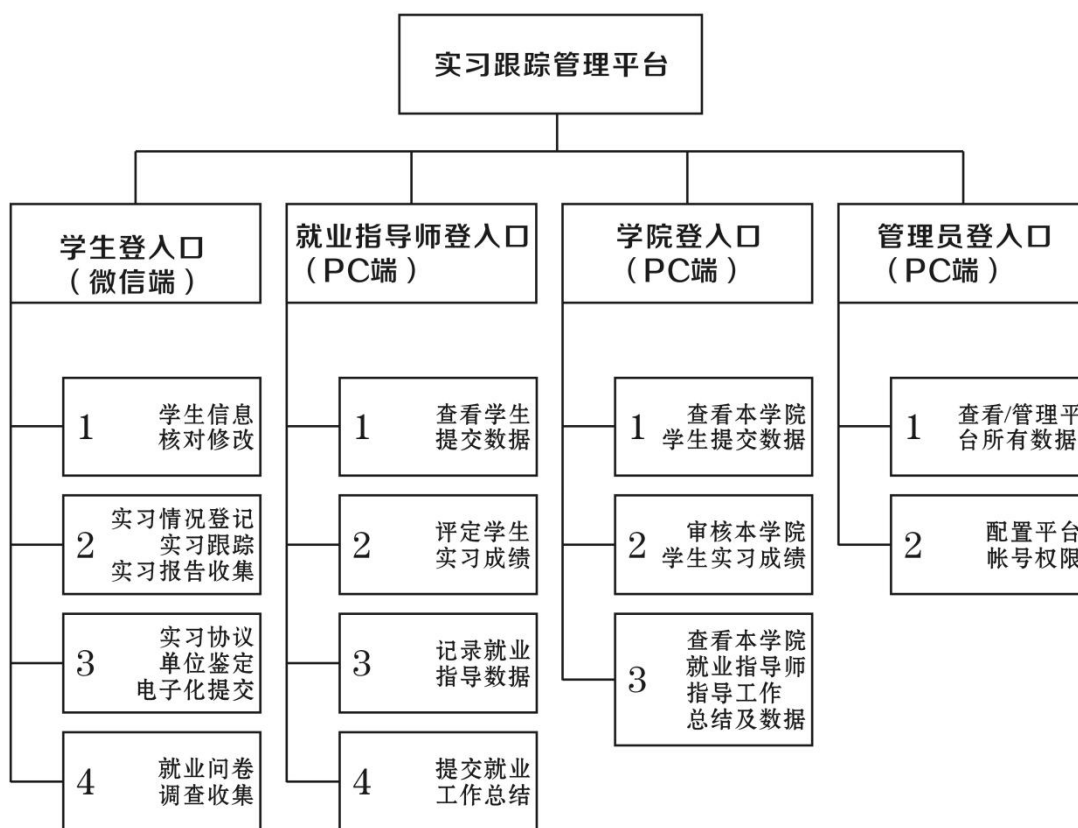 实习跟踪管理平台
学生登入口
（微信端）
1
学生信息
核对修改
2
实习情况登记
实习跟踪
实习报告收集
3
实习协议
单位鉴定
电子化提交
4
就业问卷
调查收集
就业指导师登入口
（PC端）
1
查看学生
提交数据
2
评定学生
实习成绩
3
记录就业
指导数据
4
提交就业
工作总结
学院登入口
（PC端）
1
查看本学院
学生提交数据
2
审核本学院
学生实习成绩
3
查看本学院
就业指导师
指导工作
总结及数据
管理员登入口
（PC端）
1
查看/管理平
台所有数据
2
配置平台
帐号权限